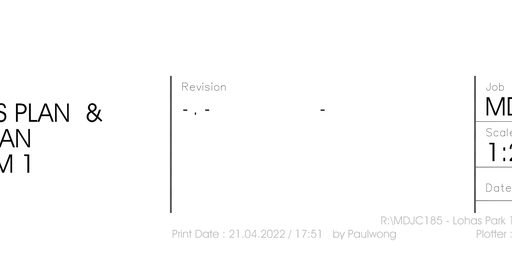 S PLAN &
AN
M 1
Revision
- . - -
Job
MD
Scale
1:2
Date
R:\MDJC185 - Lohas Park 1
Print Date : 21.04.2022 / 17:51 by Paulwong
Plotter :